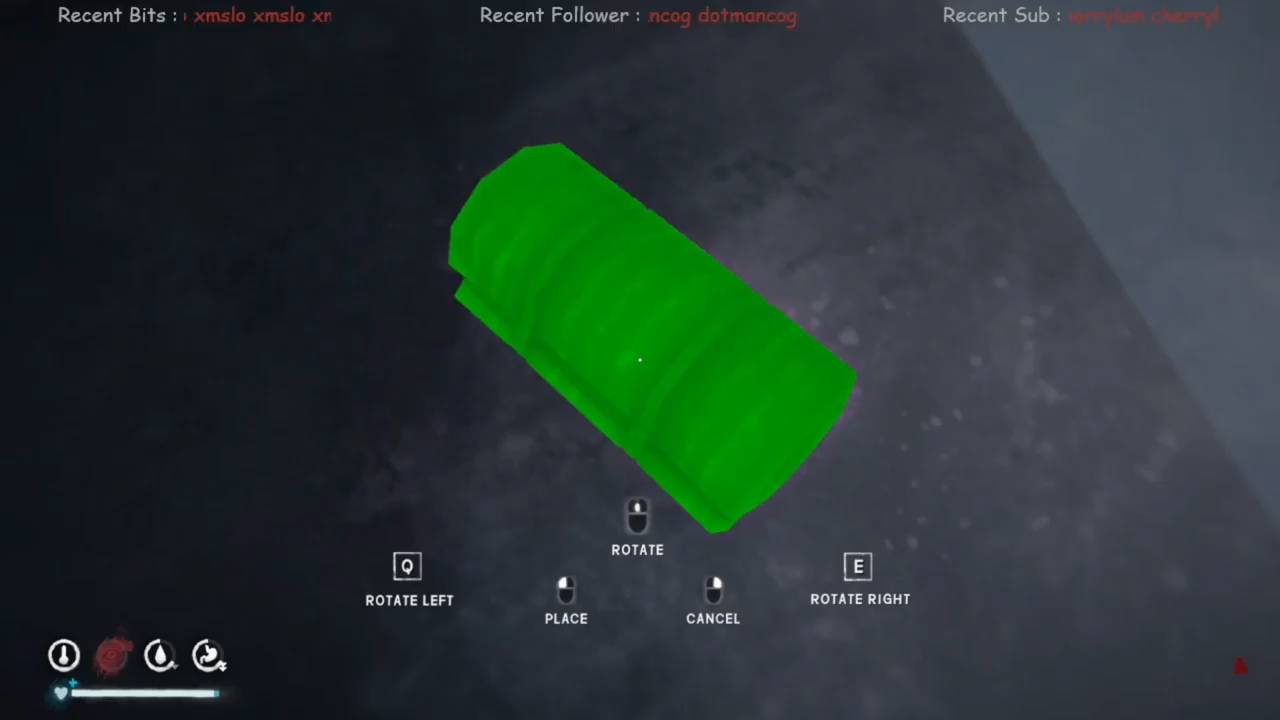 Recent Bits : xmslo xmslo
Recent Follower : dotmancog
Recent Sub :
ROTATE
Q
E
ROTATE LEFT
ROTATE RIGHT
PLACE
CANCEL